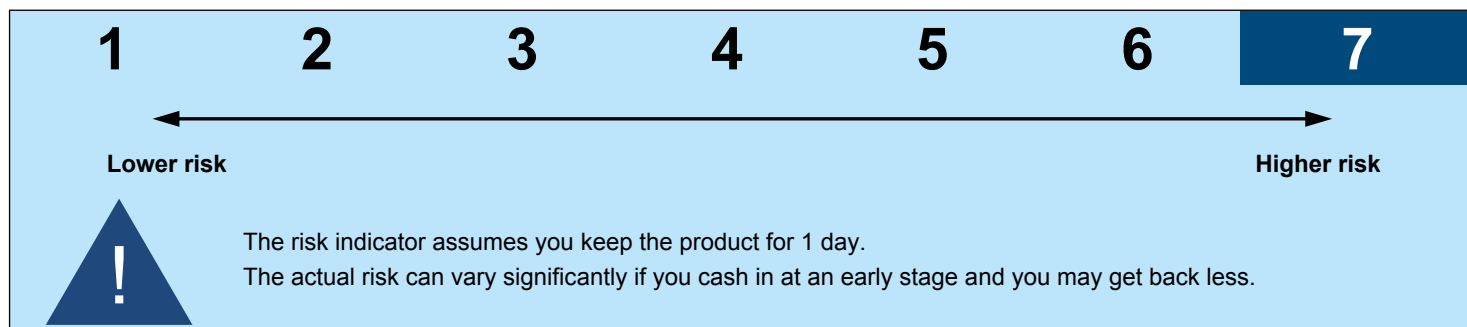 1 2 3 4 5 6 7
Lower risk Higher risk
!
The risk indicator assumes you keep the product for 1 day.
The actual risk can vary significantly if you cash in at an early stage and you may get back less.